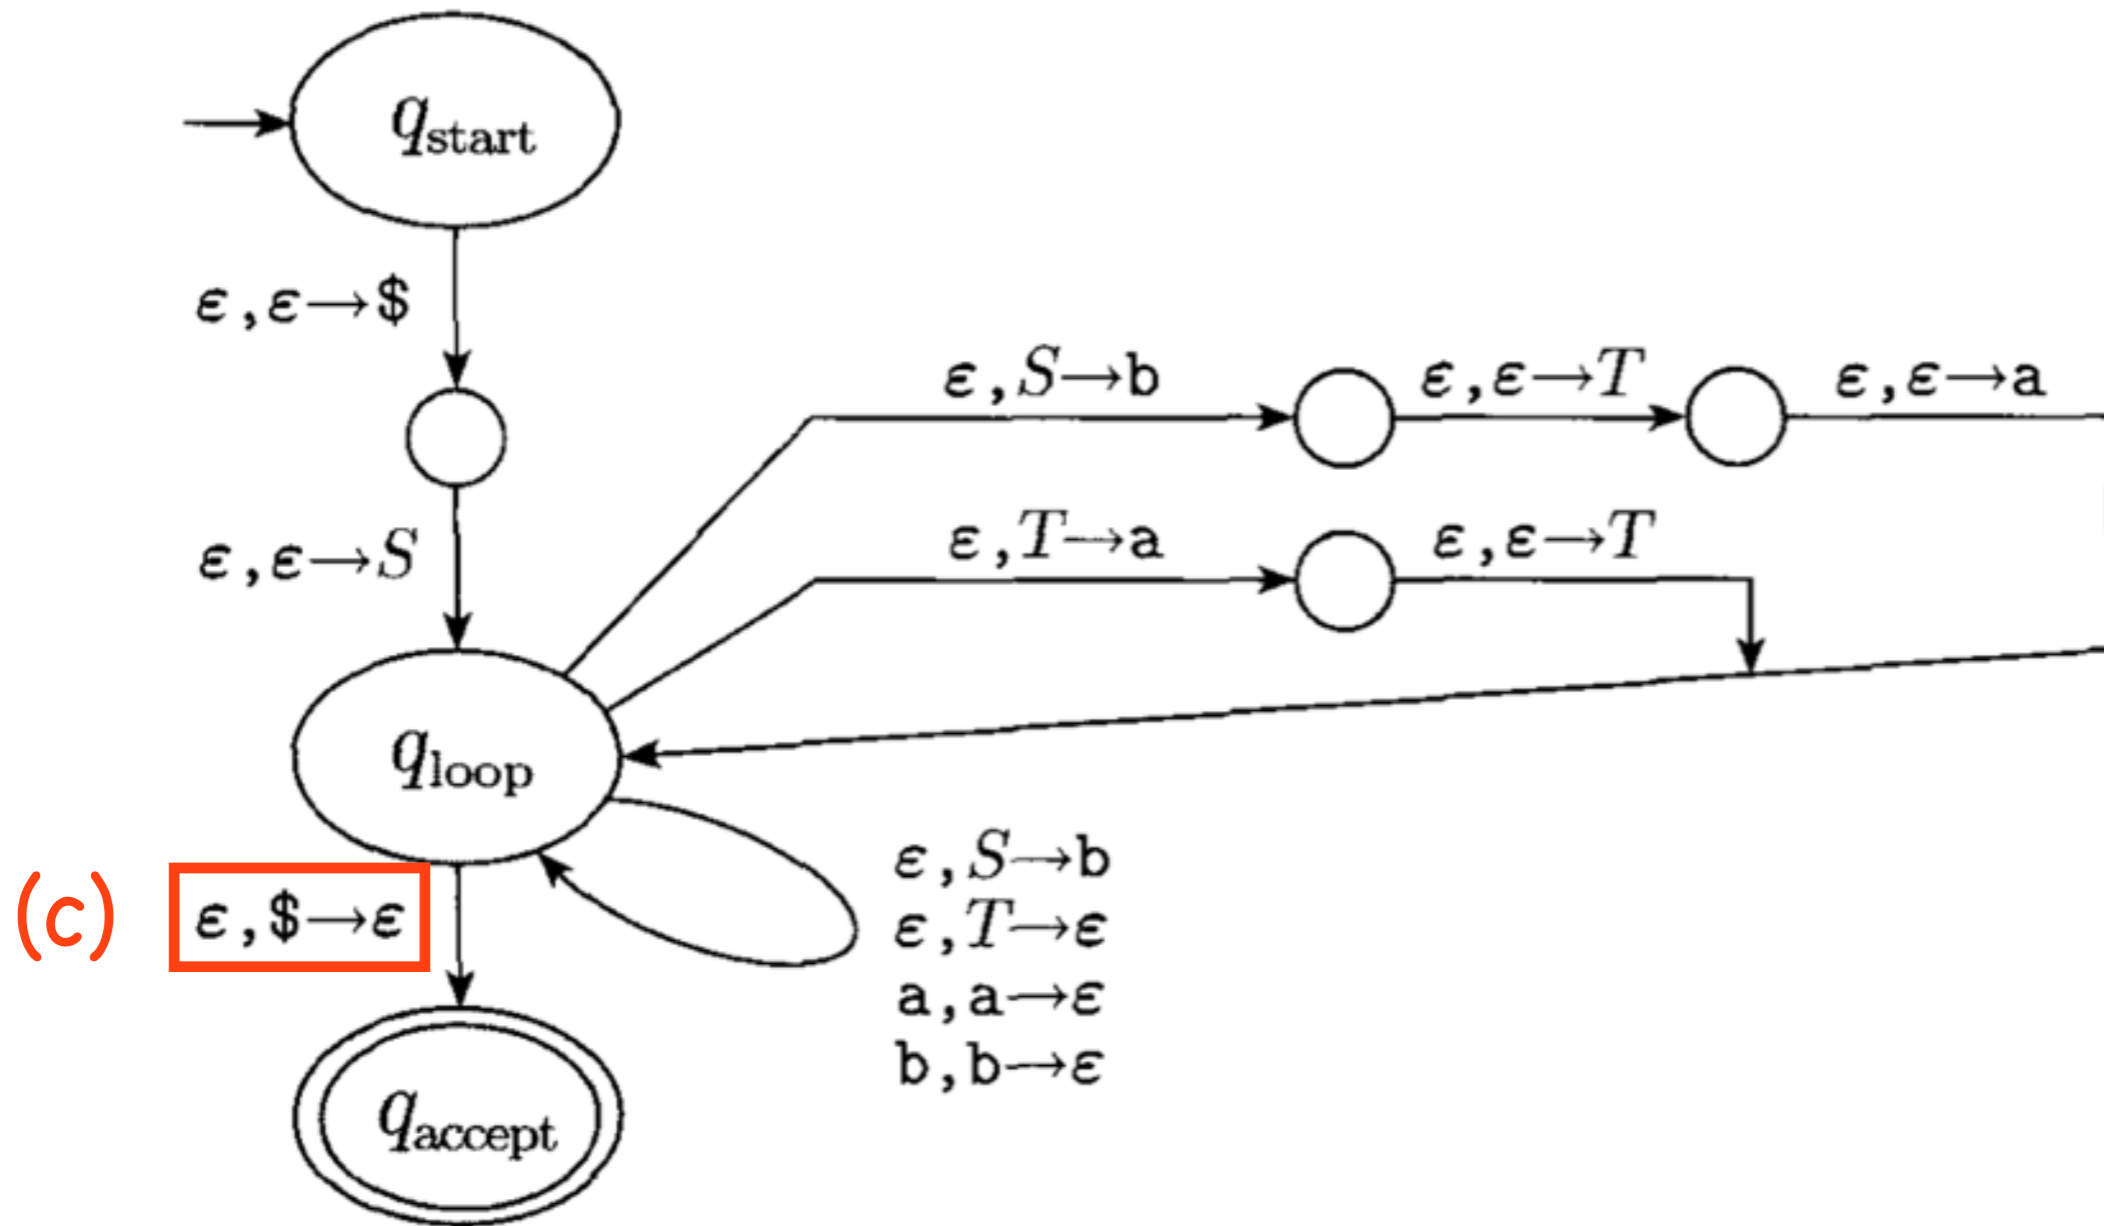 q_start
ε,ε→$
ε,S→b
ε,ε→T
ε,ε→a
ε,ε→S
ε,T→a
ε,ε→T
q_loop
(c)
ε,$→ε
ε,S→b
ε,T→ε
a,a→ε
b,b→ε
q_accept